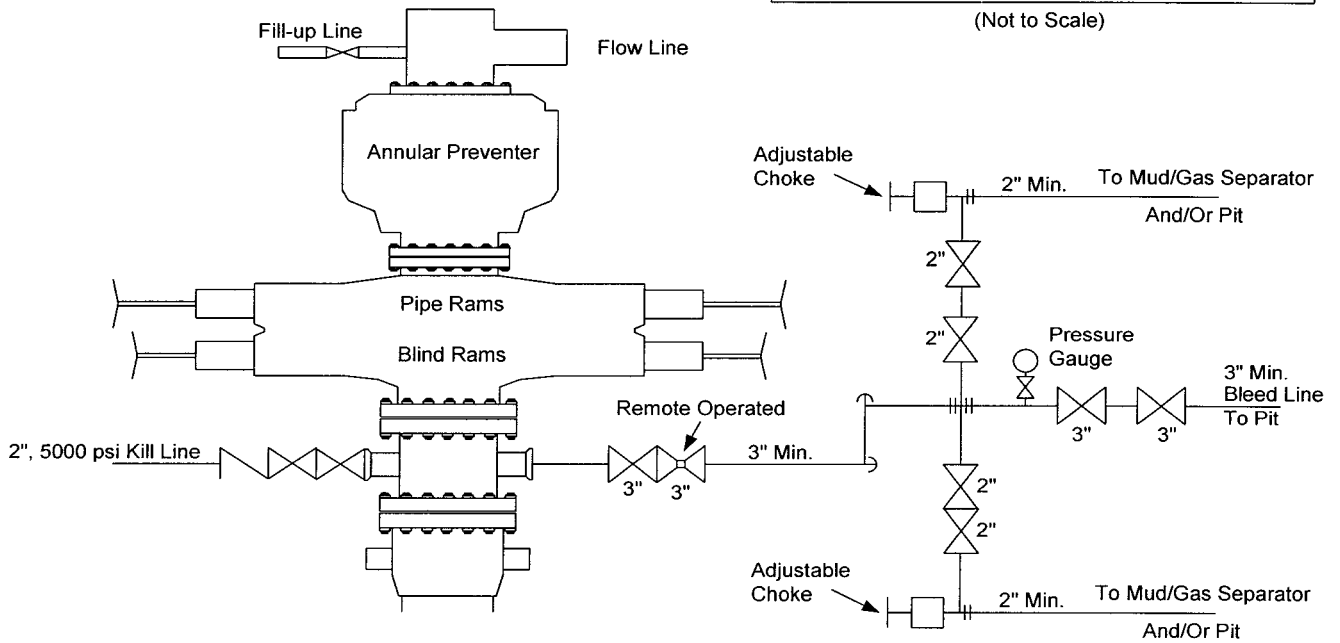 (Not to Scale)
Fill-up Line
Flow Line
Annular Preventer
Adjustable
Choke
2" Min.
To Mud/Gas Separator
And/Or Pit
2"
Pipe Rams
2"
Pressure
Gauge
Blind Rams
3" Min.
Bleed Line
To Pit
Remote Operated
3"
3"
2", 5000 psi Kill Line
3" Min.
3"
3"
2"
2"
Adjustable
Choke
2" Min.
To Mud/Gas Separator
And/Or Pit